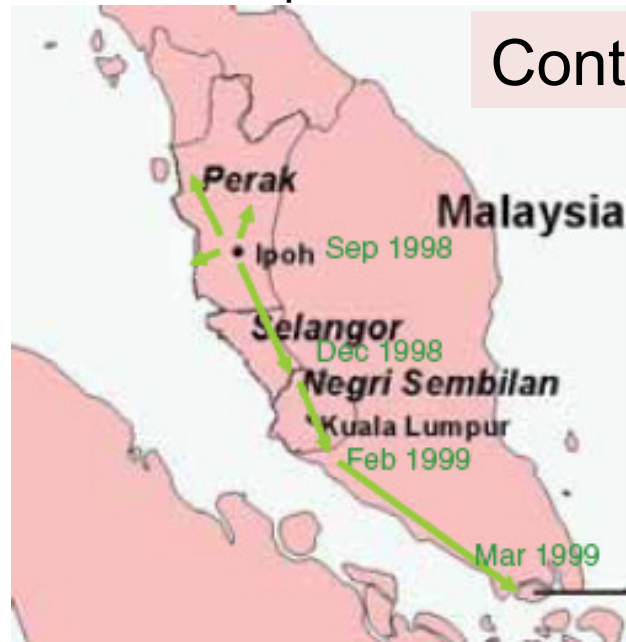 Cont
Perak
Malaysia
Ipoh Sep 1998
Selangor
Dec 1998
Negri Sembilan
Kuala Lumpur
Feb 1999
Mar 1999